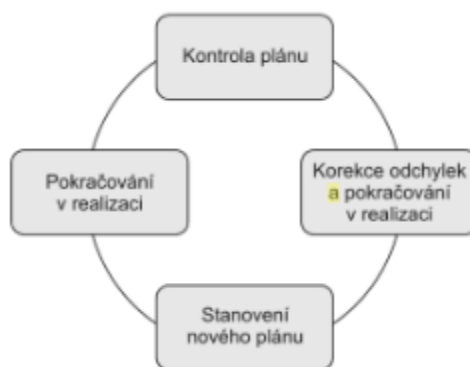 Kontrola plánu
Pokračování
v realizaci
Korekce odchylek
a pokračování
v realizaci
Stanovení
nového plánu